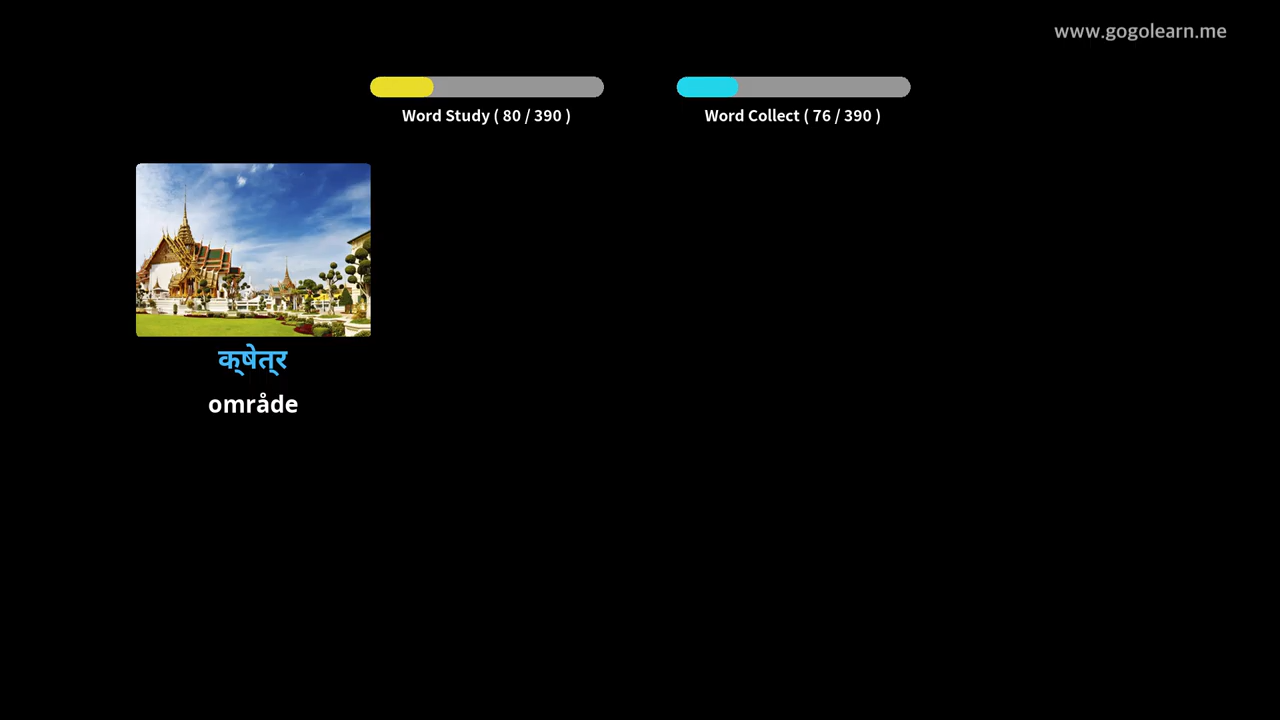 www.gogolearn.me
Word Study ( 80 / 390 )
Word Collect ( 76 / 390 )
क्षेत्र
område